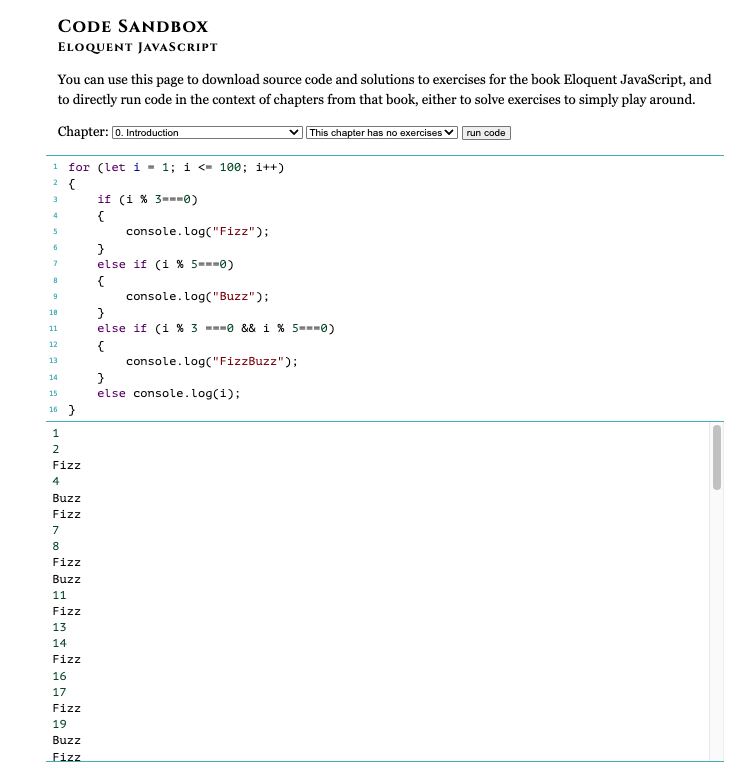 Code Sandbox
Eloquent JavaScript
You can use this page to download source code and solutions to exercises for the book Eloquent JavaScript, and
to directly run code in the context of chapters from that book, either to solve exercises to simply play around.
Chapter: 0. Introduction This chapter has no exercises run code
1 for (let i = 1; i <= 100; i++)
2 {
3     if (i % 3===0)
4     {
5         console.log("Fizz");
6     }
7     else if (i % 5===0)
8     {
9         console.log("Buzz");
10     }
11     else if (i % 3 ===0 && i % 5===0)
12     {
13         console.log("FizzBuzz");
14     }
15     else console.log(i);
16 }
1
2
Fizz
4
Buzz
Fizz
7
8
Fizz
Buzz
11
Fizz
13
14
Fizz
16
17
Fizz
19
Buzz
Fizz